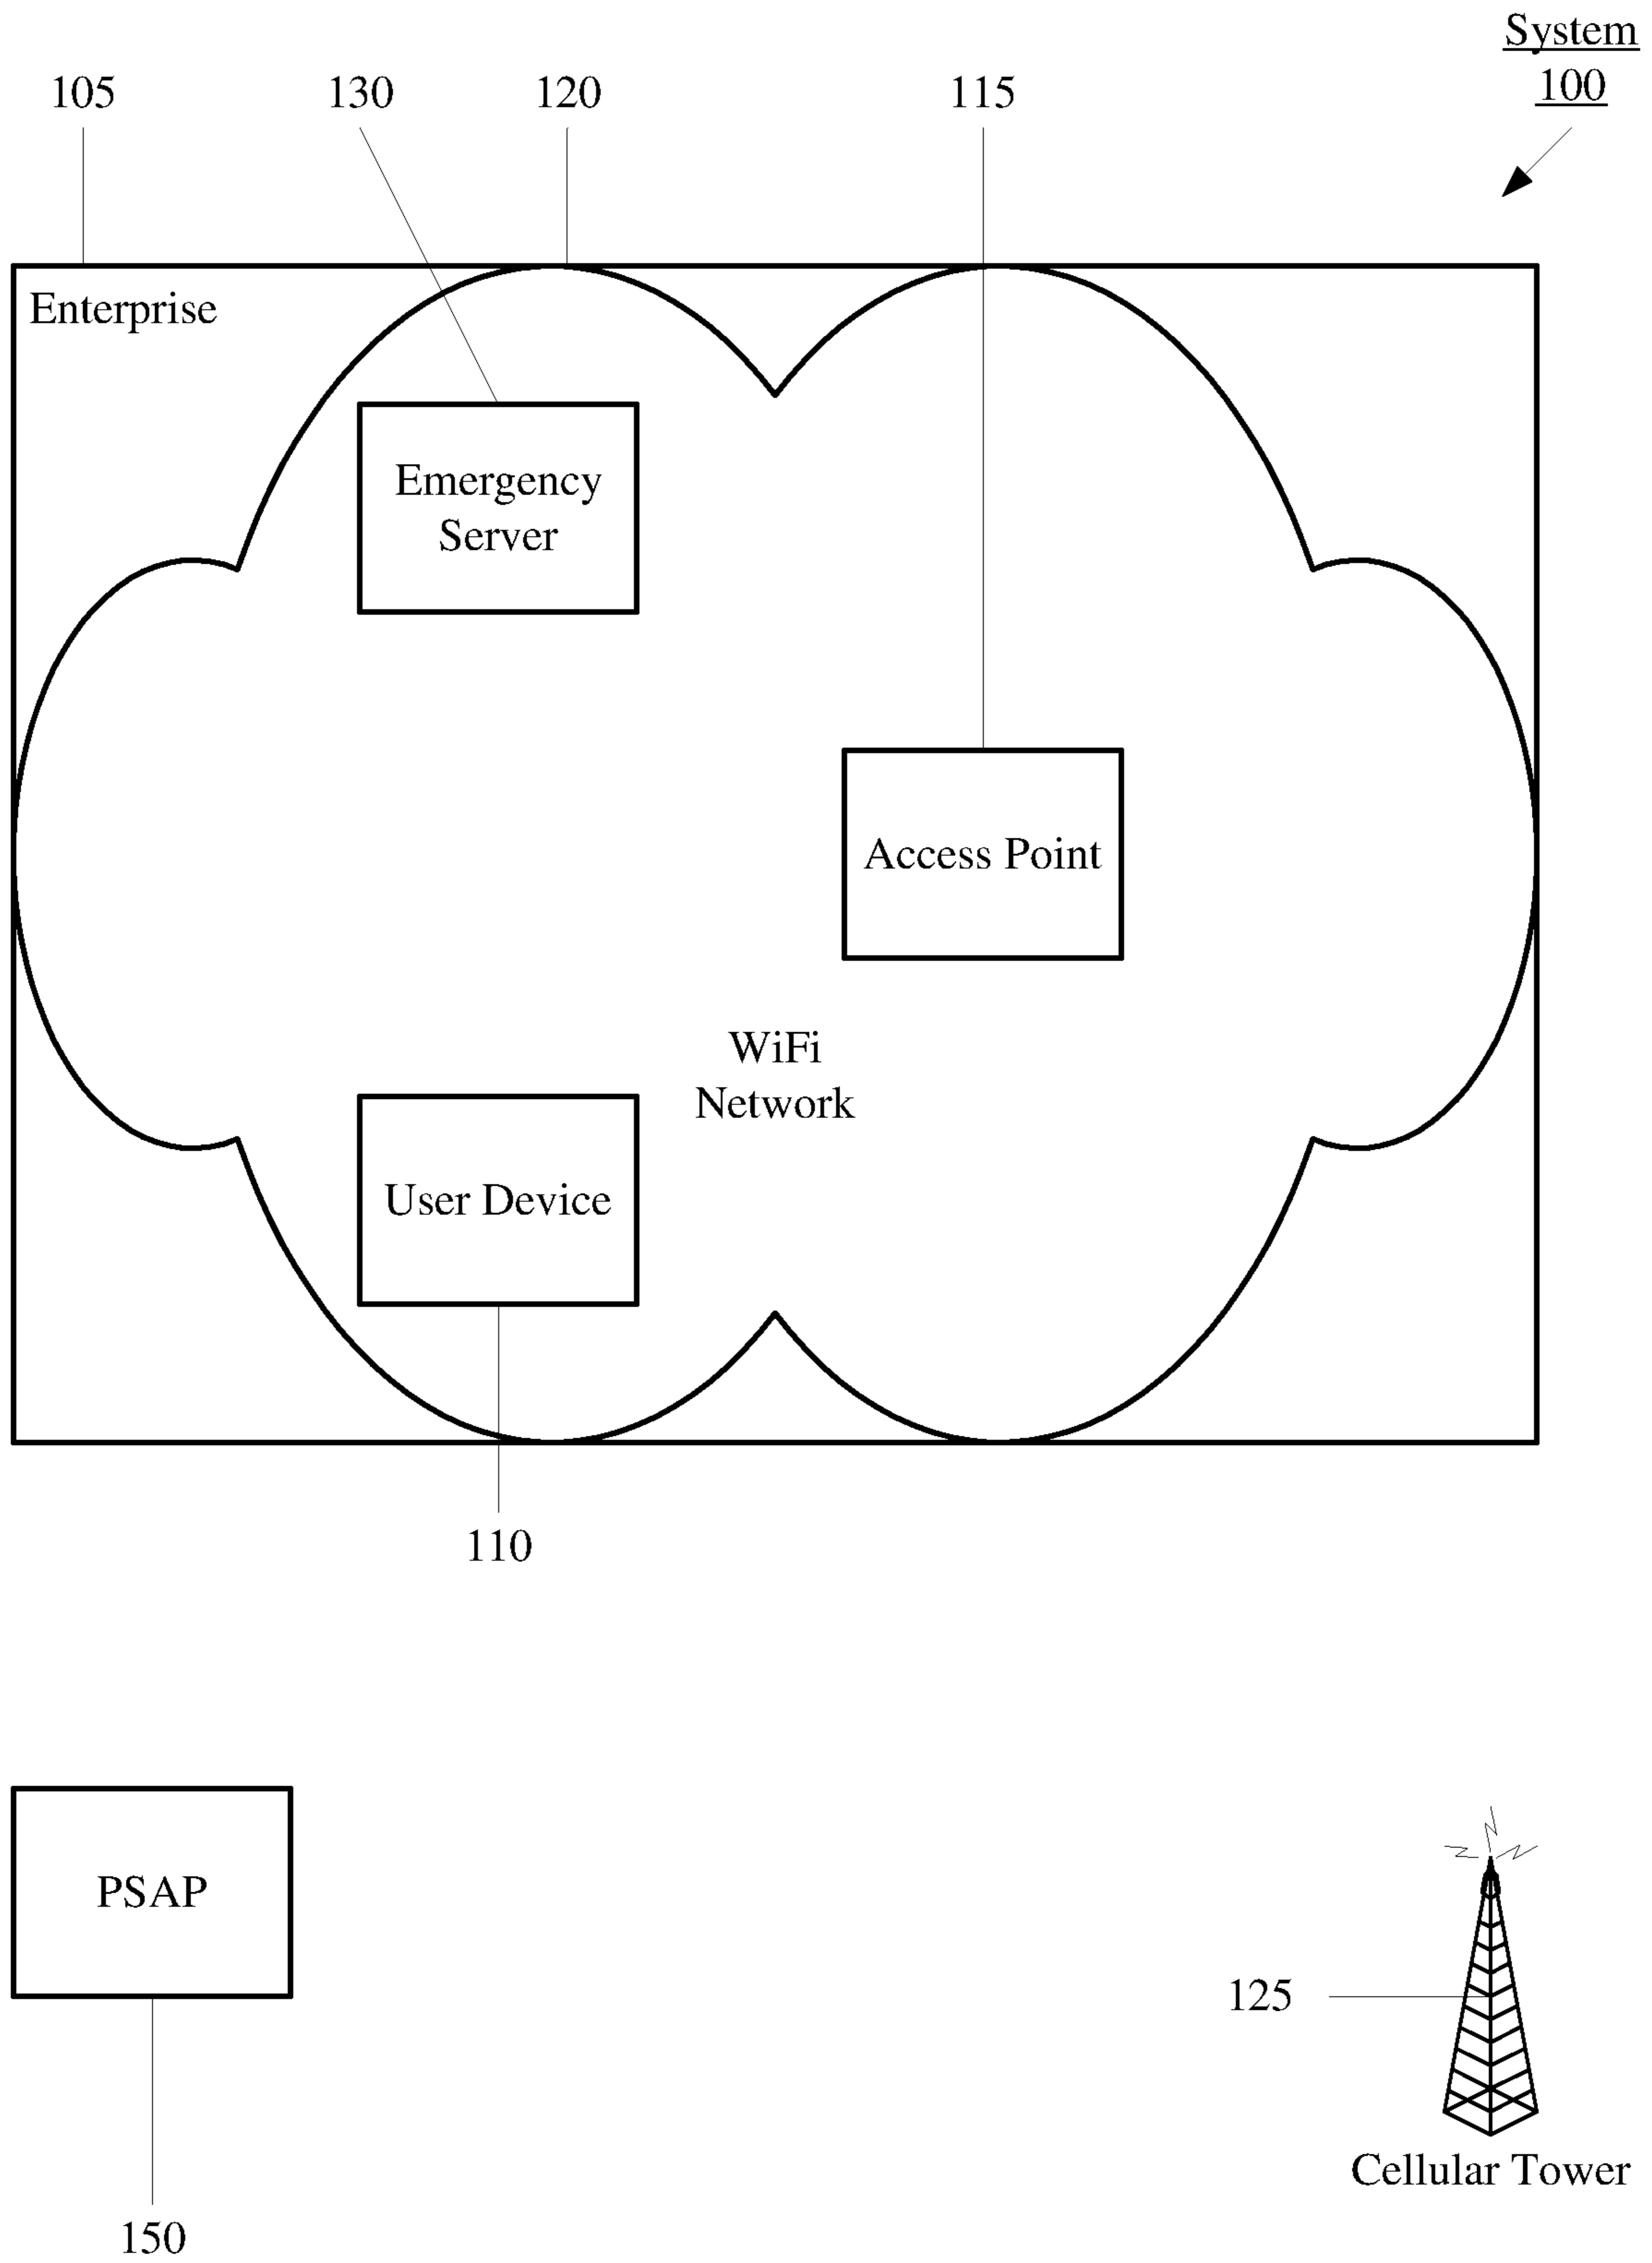 System
100
105
130
120
115
Enterprise
Emergency
Server
Access Point
WiFi
Network
User Device
110
PSAP
125
Cellular Tower
150